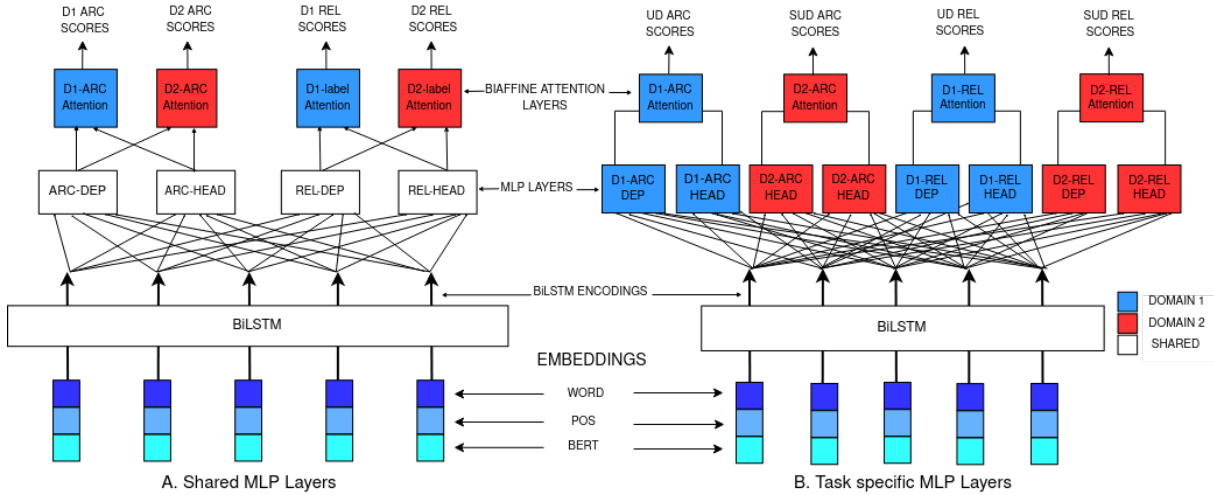 D1 ARC
SCORES
D2 ARC
SCORES
D1 REL
SCORES
D2 REL
SCORES
UD ARC
SCORES
SUD ARC
SCORES
UD REL
SCORES
SUD REL
SCORES
D1-ARC
Attention
D2-ARC
Attention
D1-label
Attention
D2-label
Attention
BIAFFINE ATTENTION
LAYERS
D1-ARC
Attention
D2-ARC
Attention
D1-REL
Attention
D2-REL
Attention
ARC-DEP
ARC-HEAD
REL-DEP
REL-HEAD
MLP LAYERS
D1-ARC
DEP
D1-ARC
HEAD
D2-ARC
HEAD
D2-ARC
HEAD
D1-REL
DEP
D1-REL
HEAD
D2-REL
DEP
D2-REL
HEAD
BiLSTM ENCODINGS
BiLSTM
BiLSTM
DOMAIN 1
DOMAIN 2
SHARED
EMBEDDINGS
WORD
POS
BERT
A. Shared MLP Layers
B. Task specific MLP Layers